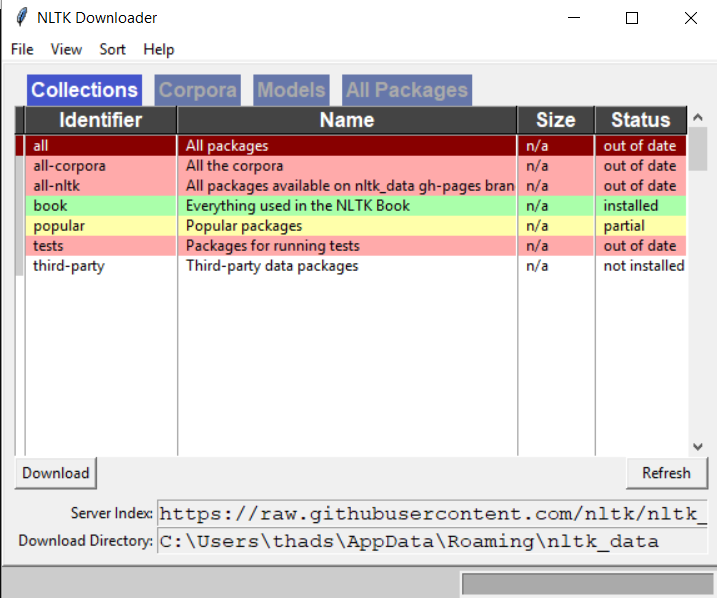 NLTK Downloader
File View Sort Help
Collections Corpora Models All Packages
Identifier Name Size Status
all All packages n/a out of date
all-corpora All the corpora n/a out of date
all-nltk All packages available on nltk_data gh-pages bran n/a out of date
book Everything used in the NLTK Book n/a installed
popular Popular packages n/a partial
tests Packages for running tests n/a out of date
third-party Third-party data packages n/a not installed
Download Refresh
Server Index: https://raw.githubusercontent.com/nltk/nltk_
Download Directory: C:\Users\thads\AppData\Roaming\nltk_data